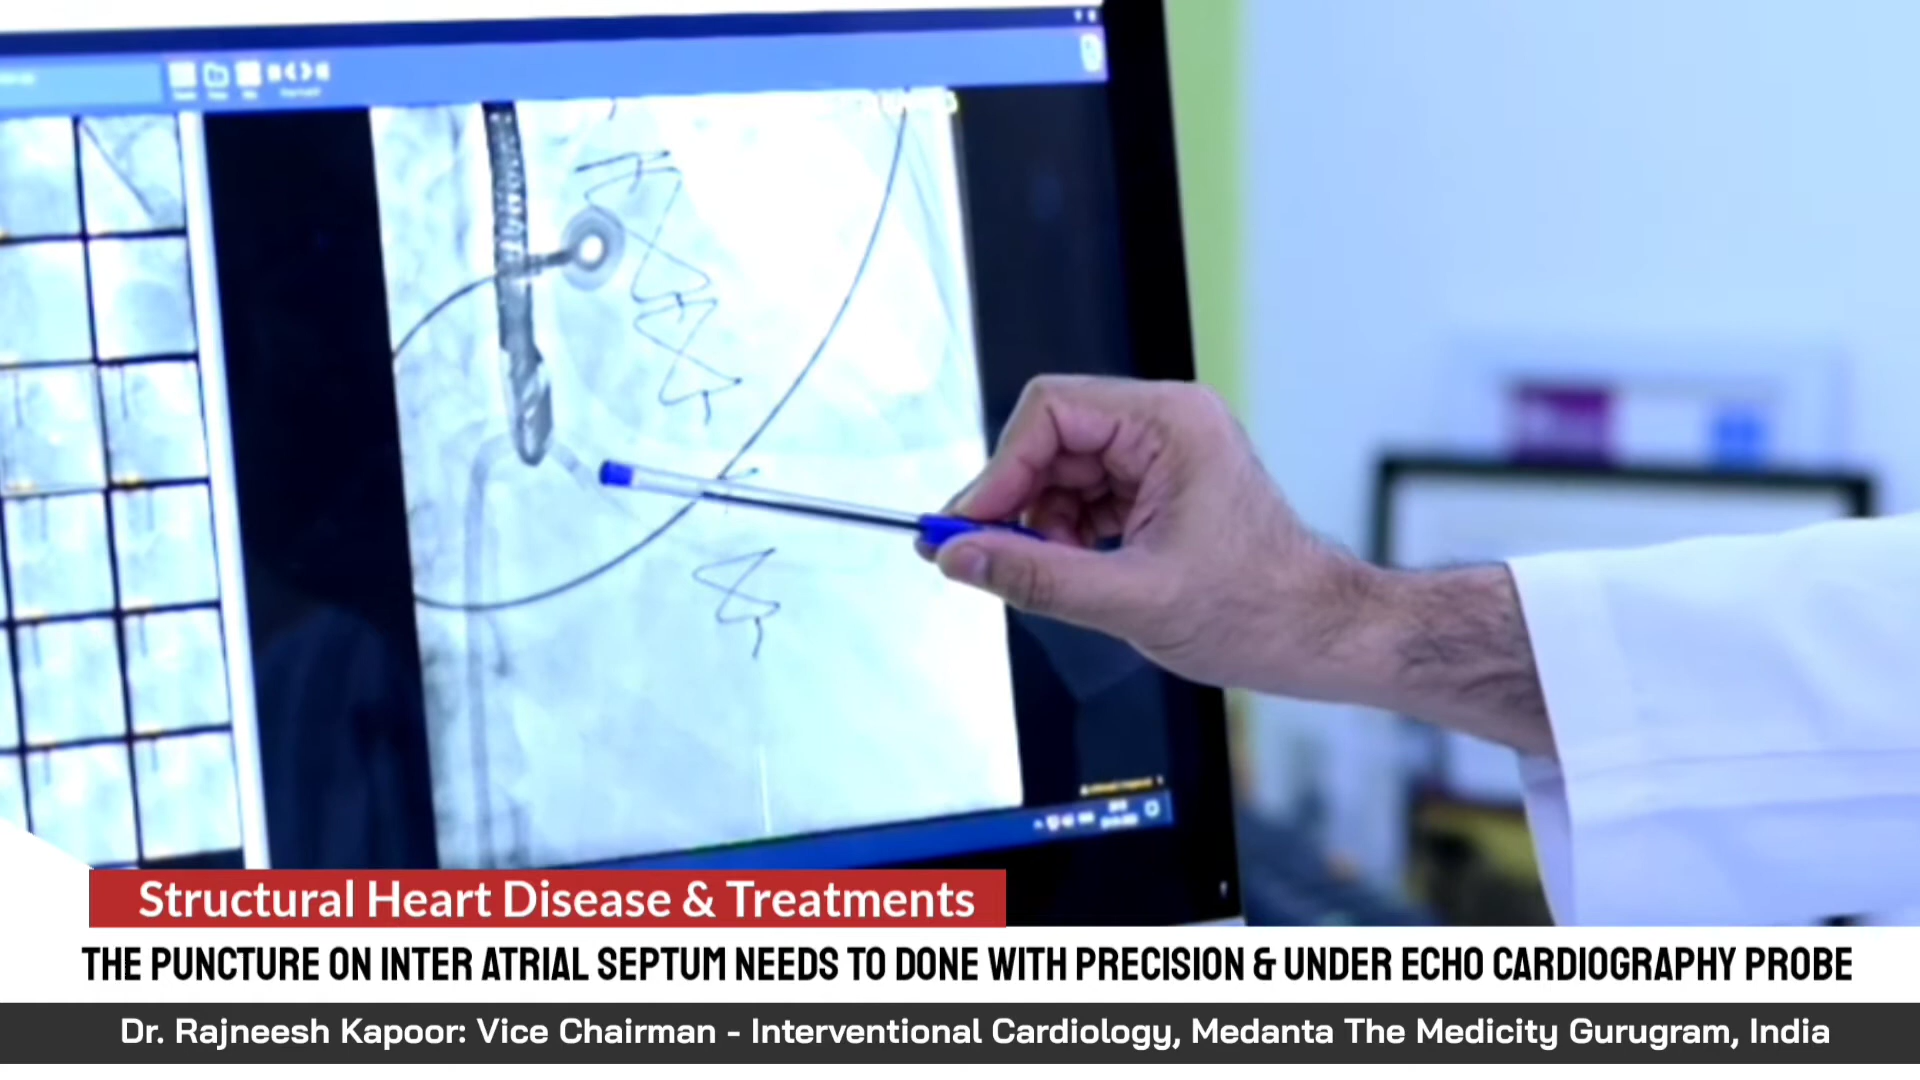 Structural Heart Disease & Treatments
THE PUNCTURE ON INTER ATRIAL SEPTUM NEEDS TO DONE WITH PRECISION & UNDER ECHO CARDIOGRAPHY PROBE
Dr. Rajneesh Kapoor: Vice Chairman - Interventional Cardiology, Medanta The Medicity Gurugram, India